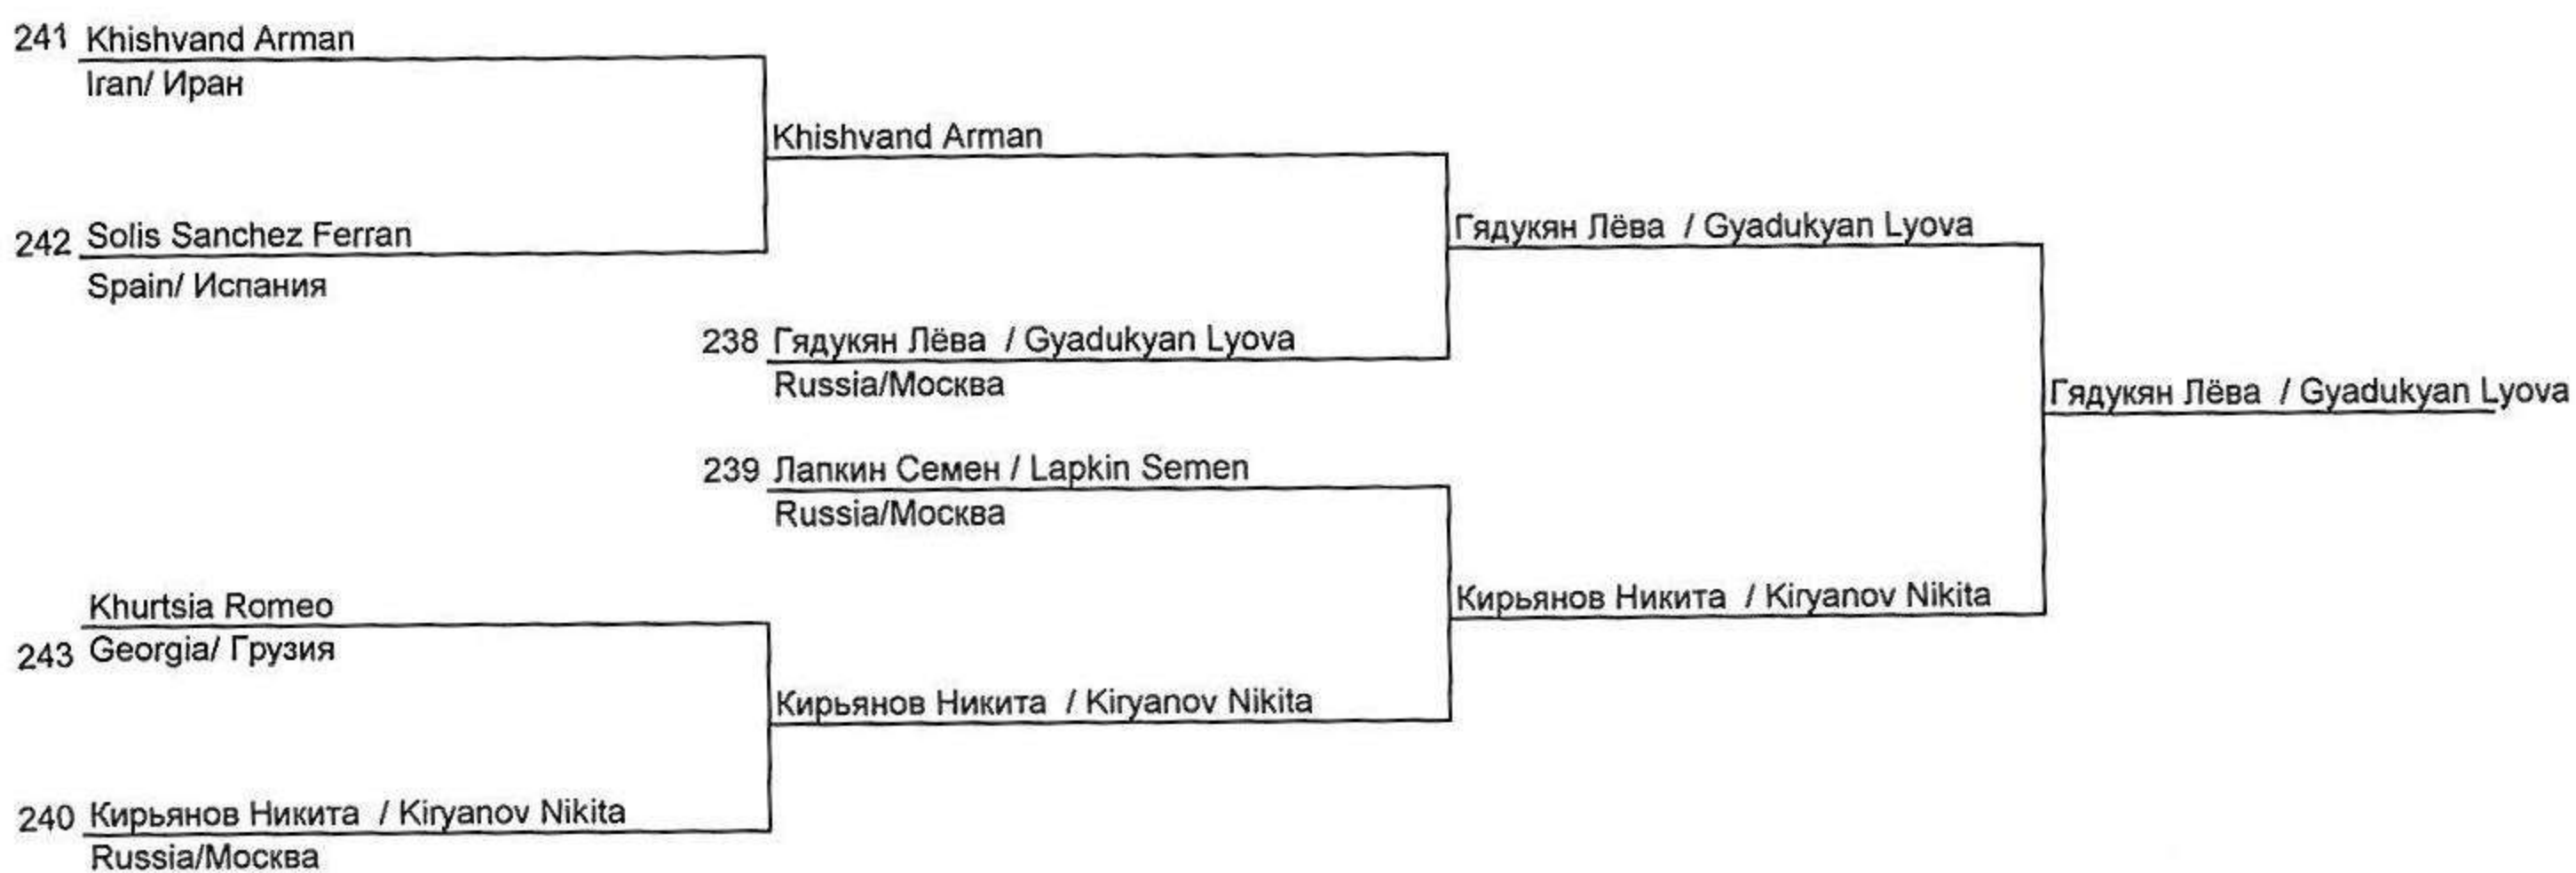 241 Khishvand Arman
Iran/ Иран
Khishvand Arman
242 Solis Sanchez Ferran
Spain/ Испания
Гядукян Лёва / Gyadukyan Lyova
238 Гядукян Лёва / Gyadukyan Lyova
Russia/Москва
Гядукян Лёва / Gyadukyan Lyova
239 Лапкин Семен / Lapkin Semen
Russia/Москва
Khurtsia Romeo
243 Georgia/ Грузия
Кирьянов Никита / Kiryanov Nikita
Кирьянов Никита / Kiryanov Nikita
240 Кирьянов Никита / Kiryanov Nikita
Russia/Москва